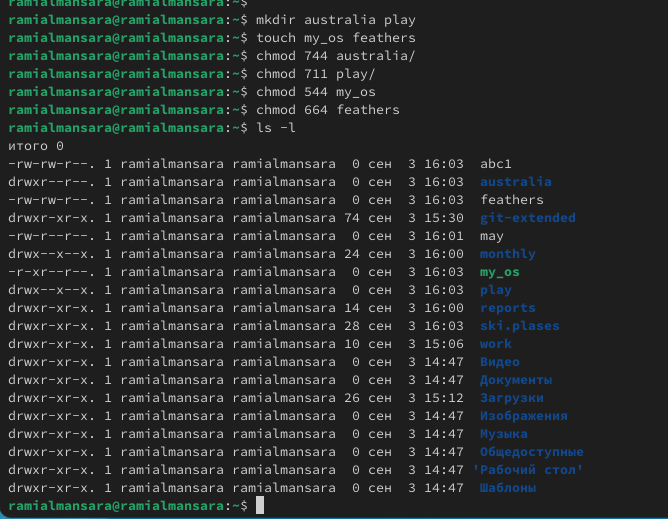 ramialmansara@ramialmansara:~$
ramialmansara@ramialmansara:~$ mkdir australia play
ramialmansara@ramialmansara:~$ touch my_os feathers
ramialmansara@ramialmansara:~$ chmod 744 australia/
ramialmansara@ramialmansara:~$ chmod 711 play/
ramialmansara@ramialmansara:~$ chmod 544 my_os
ramialmansara@ramialmansara:~$ chmod 664 feathers
ramialmansara@ramialmansara:~$ ls -l
итого 0
-rw-rw-r--. 1 ramialmansara ramialmansara  0 сен  3 16:03  abc1
drwxr--r--. 1 ramialmansara ramialmansara  0 сен  3 16:03  australia
-rw-rw-r--. 1 ramialmansara ramialmansara  0 сен  3 16:03  feathers
drwxr-xr-x. 1 ramialmansara ramialmansara 74 сен  3 15:30  git-extended
-rw-r--r--. 1 ramialmansara ramialmansara  0 сен  3 16:01  may
drwx--x--x. 1 ramialmansara ramialmansara 24 сен  3 16:00  monthly
-r-xr--r--. 1 ramialmansara ramialmansara  0 сен  3 16:03  my_os
drwx--x--x. 1 ramialmansara ramialmansara  0 сен  3 16:03  play
drwxr-xr-x. 1 ramialmansara ramialmansara 14 сен  3 16:00  reports
drwxr-xr-x. 1 ramialmansara ramialmansara 28 сен  3 16:03  ski.plases
drwxr-xr-x. 1 ramialmansara ramialmansara 10 сен  3 15:06  work
drwxr-xr-x. 1 ramialmansara ramialmansara  0 сен  3 14:47  Видео
drwxr-xr-x. 1 ramialmansara ramialmansara  0 сен  3 14:47  Документы
drwxr-xr-x. 1 ramialmansara ramialmansara 26 сен  3 15:12  Загрузки
drwxr-xr-x. 1 ramialmansara ramialmansara  0 сен  3 14:47  Изображения
drwxr-xr-x. 1 ramialmansara ramialmansara  0 сен  3 14:47  Музыка
drwxr-xr-x. 1 ramialmansara ramialmansara  0 сен  3 14:47  Общедоступные
drwxr-xr-x. 1 ramialmansara ramialmansara  0 сен  3 14:47 'Рабочий стол'
drwxr-xr-x. 1 ramialmansara ramialmansara  0 сен  3 14:47  Шаблоны
ramialmansara@ramialmansara:~$